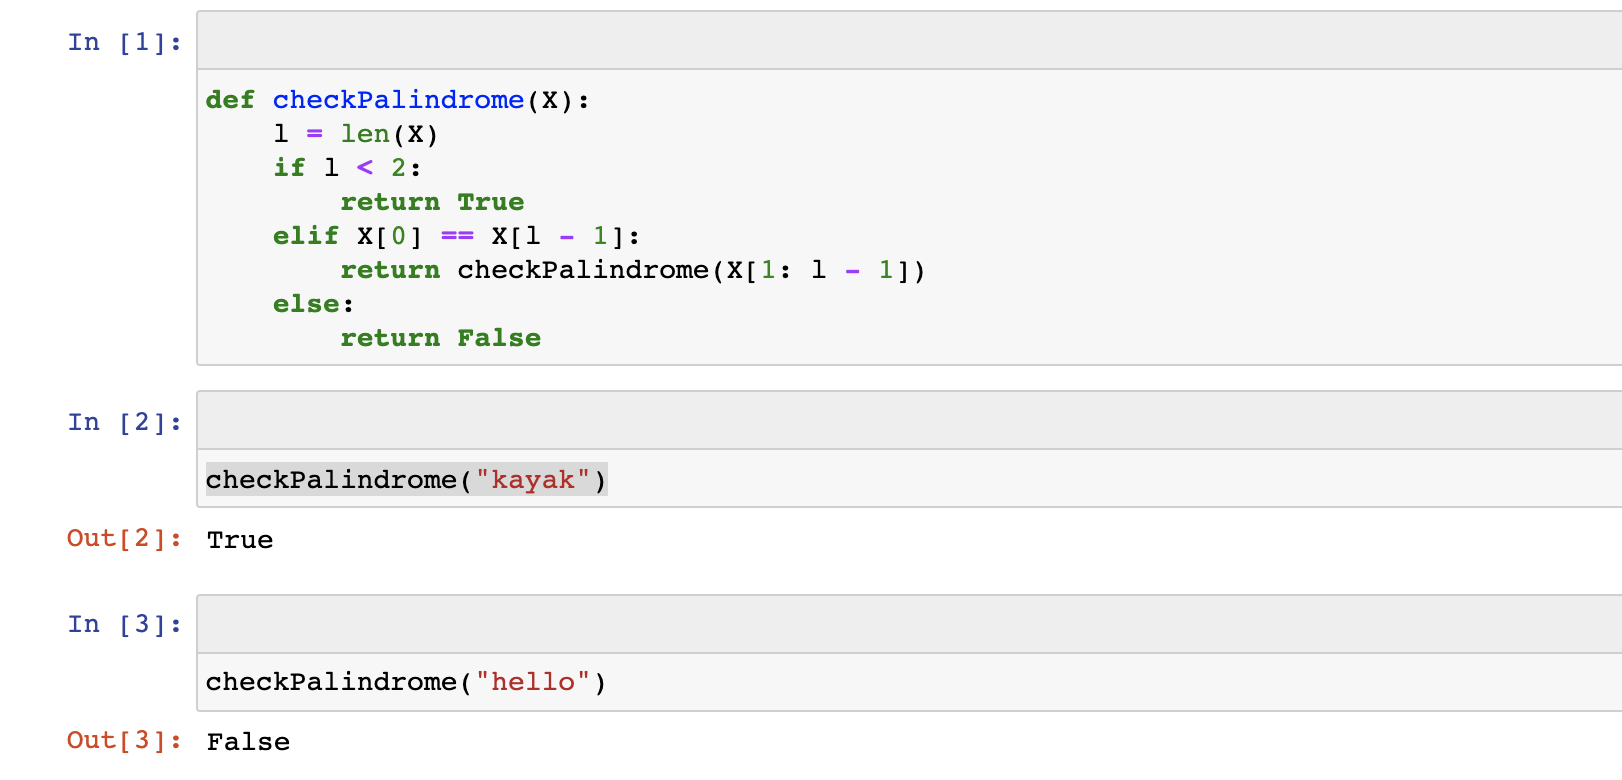 In [1]:
def checkPalindrome(X):
    l = len(X)
    if l < 2:
        return True
    elif X[0] == X[l - 1]:
        return checkPalindrome(X[1: l - 1])
    else:
        return False
In [2]:
checkPalindrome("kayak")
Out[2]: True
In [3]:
checkPalindrome("hello")
Out[3]: False